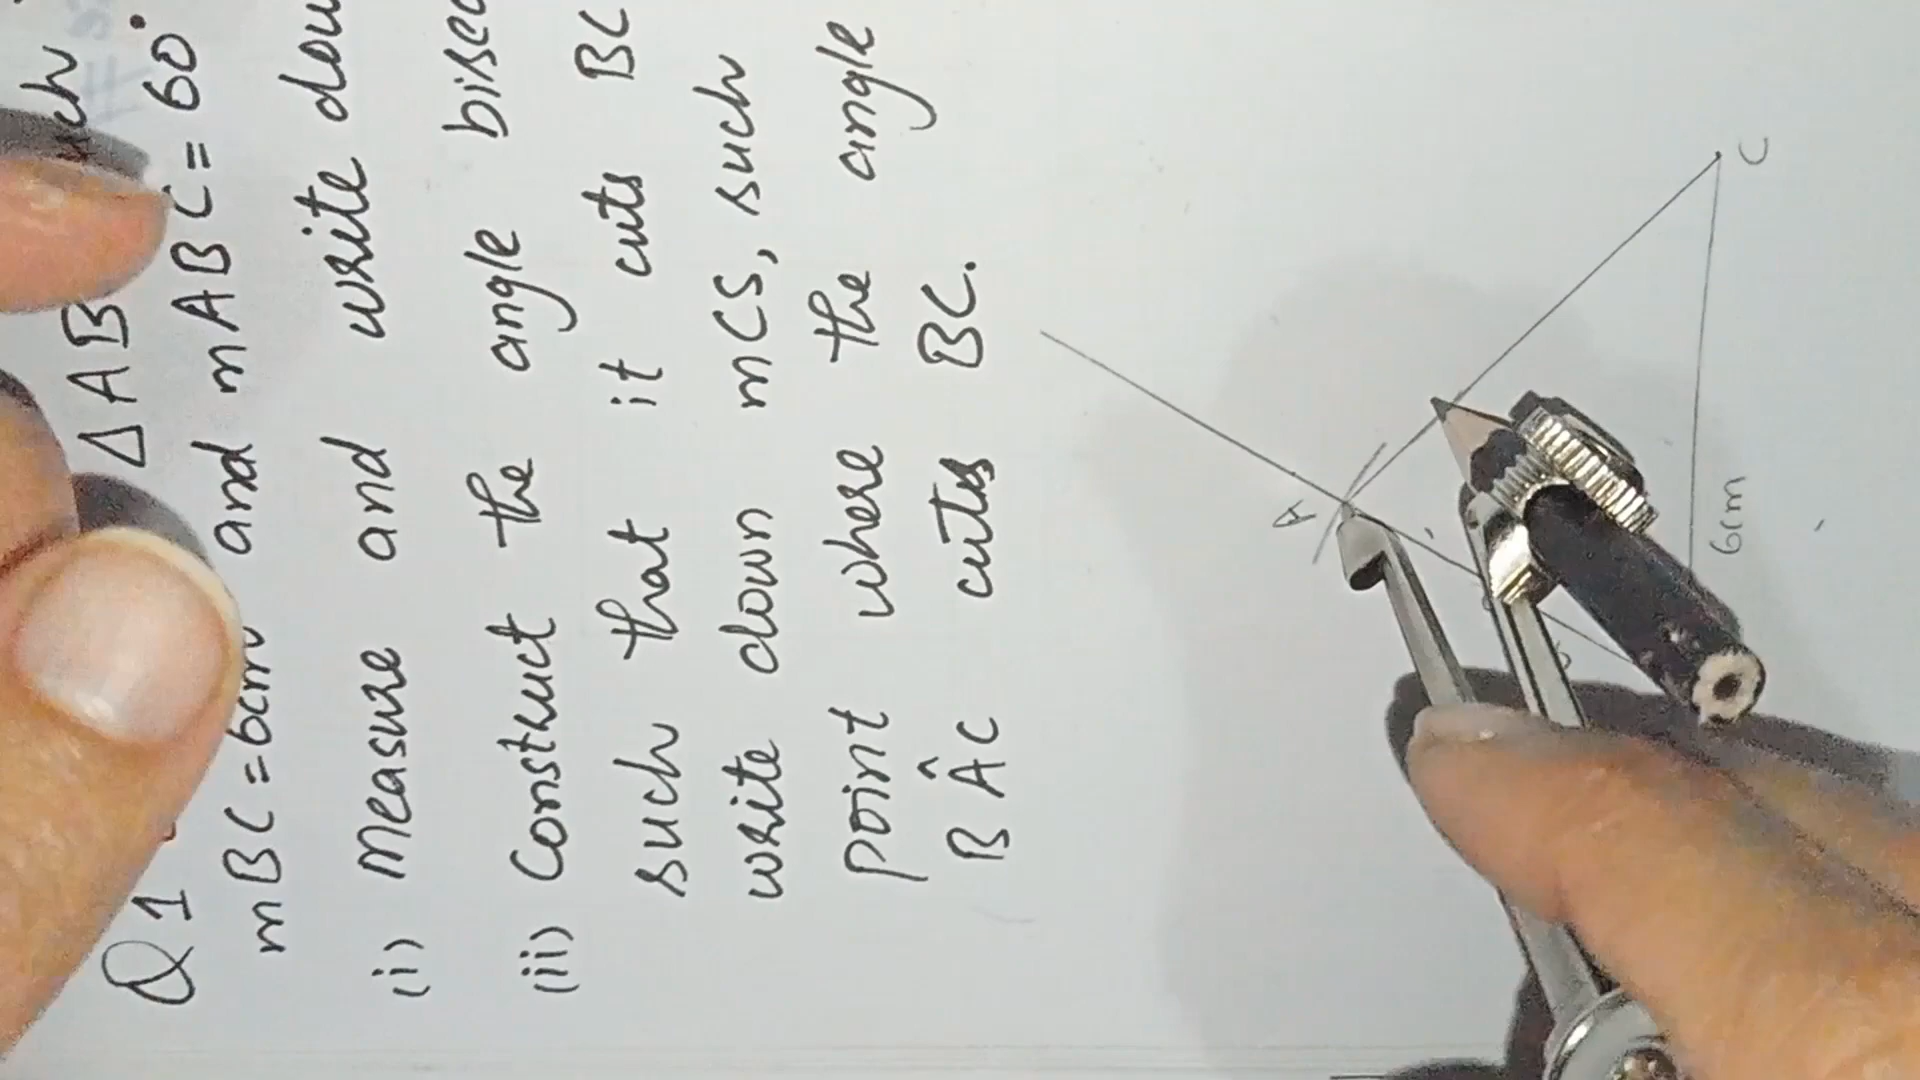 Q1 ΔAB
mBC = 6cm and mABC = 60°
(i) Measure and write dow
(ii) Construct the angle bisec
such that it cuts BC
write down mCS, such
point where the angle
BÂC cuts BC.
A
C
6cm